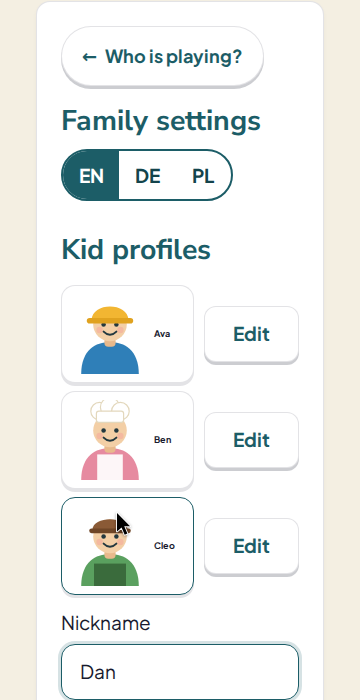 ← Who is playing?
Family settings
EN DE PL
Kid profiles
Ava Edit
Ben Edit
Cleo Edit
Nickname
Dan